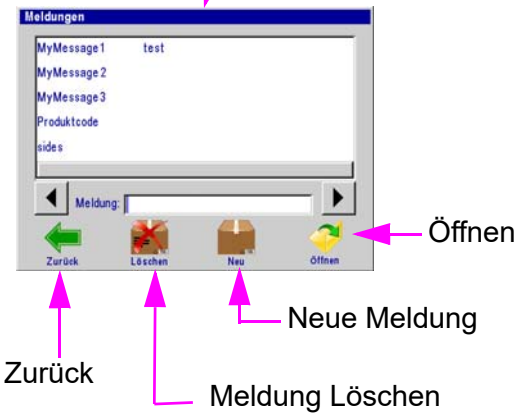 Meldungen
MyMessage1 test
MyMessage2
MyMessage3
Produktcode
sides
Meldung:
Zurück Löschen Neu Öffnen
Öffnen
Neue Meldung
Zurück
Meldung Löschen